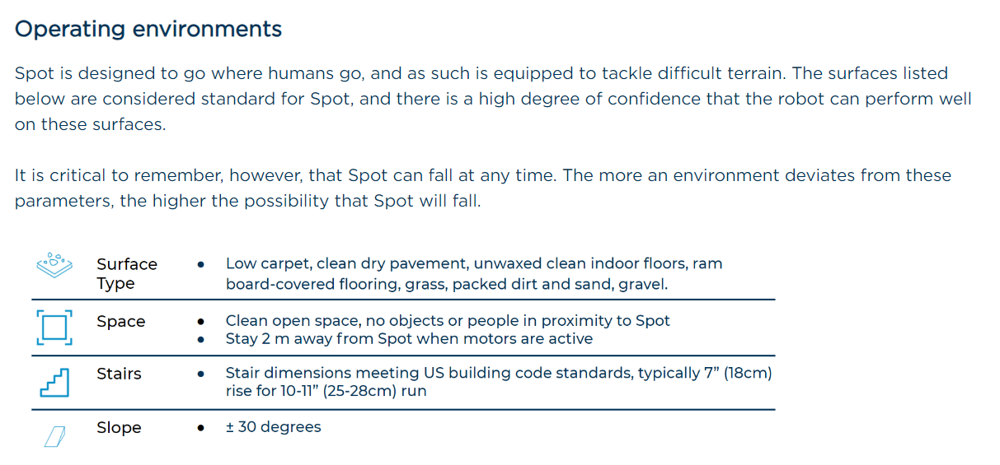 Operating environments
Spot is designed to go where humans go, and as such is equipped to tackle difficult terrain. The surfaces listed
below are considered standard for Spot, and there is a high degree of confidence that the robot can perform well
on these surfaces.
It is critical to remember, however, that Spot can fall at any time. The more an environment deviates from these
parameters, the higher the possibility that Spot will fall.
Surface Type
• Low carpet, clean dry pavement, unwaxed clean indoor floors, ram
board-covered flooring, grass, packed dirt and sand, gravel.
Space
• Clean open space, no objects or people in proximity to Spot
• Stay 2 m away from Spot when motors are active
Stairs
• Stair dimensions meeting US building code standards, typically 7” (18cm)
rise for 10-11” (25-28cm) run
Slope
• ± 30 degrees